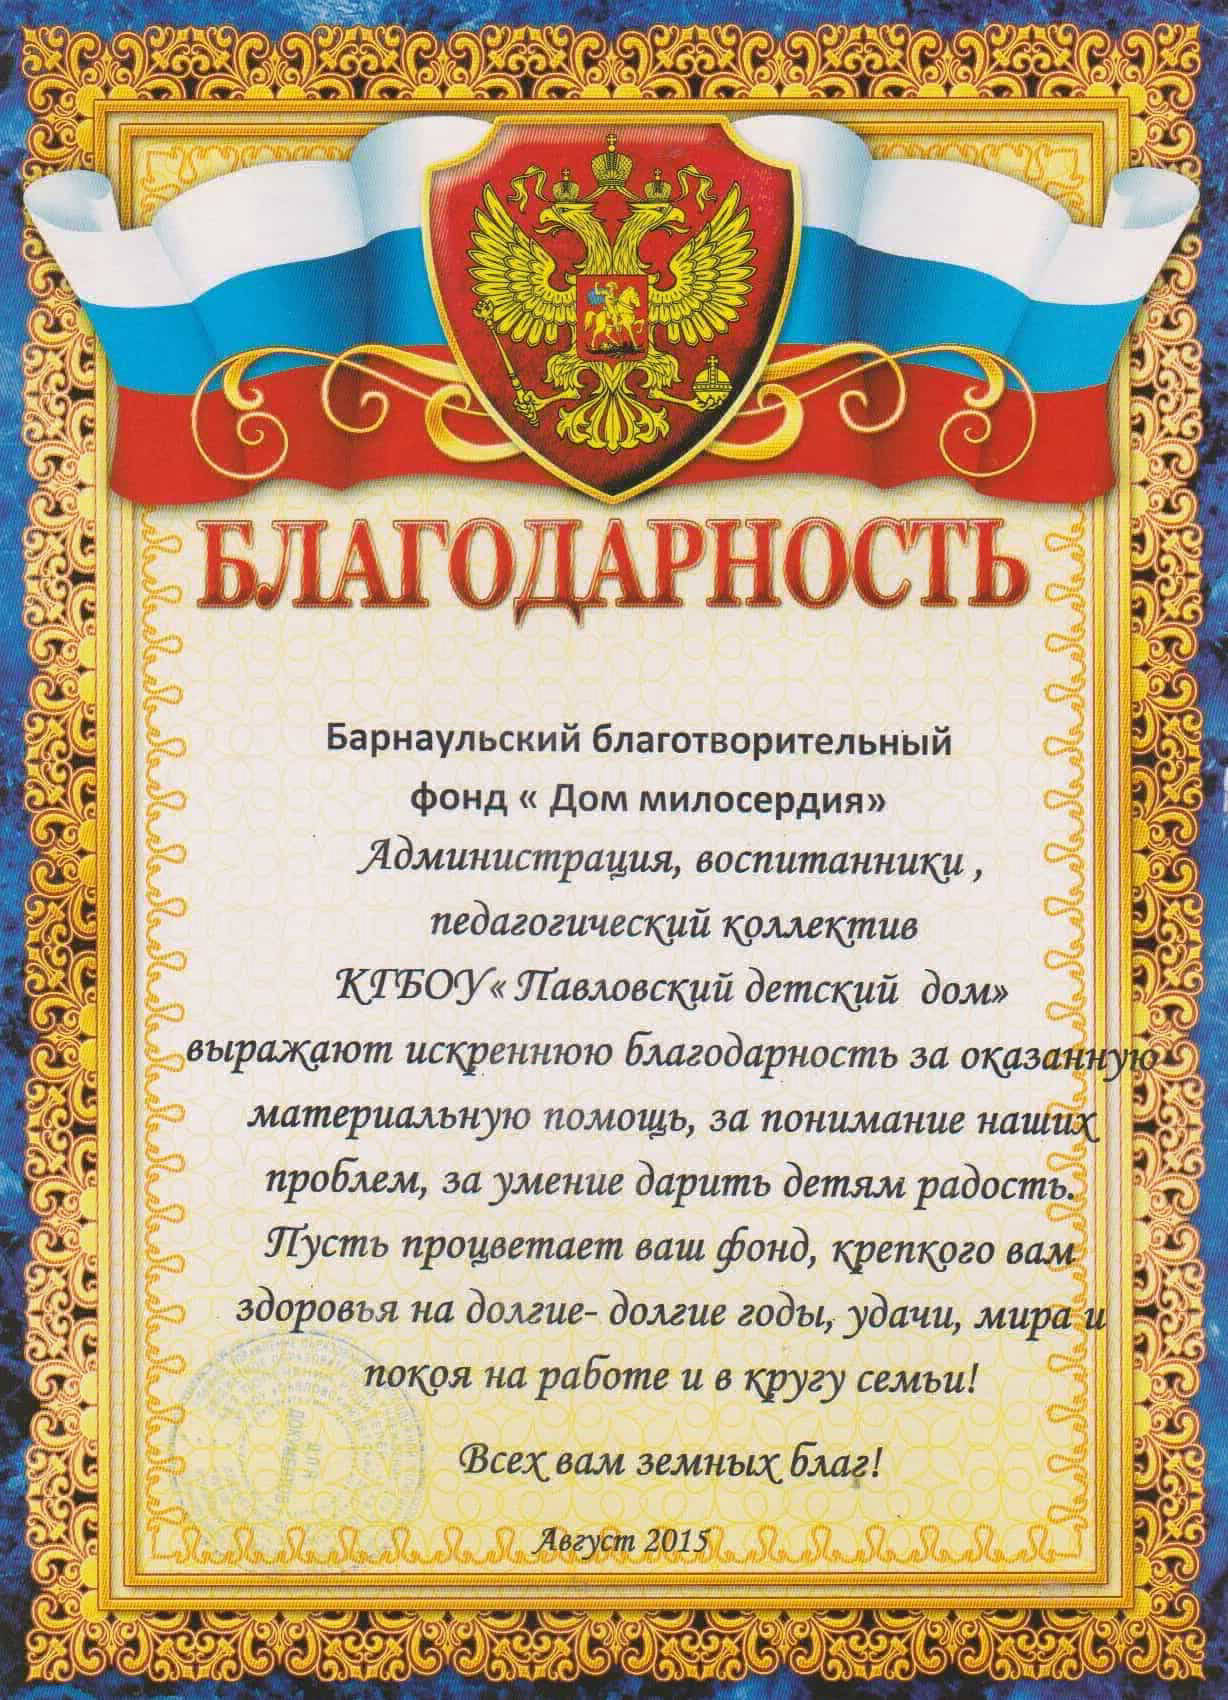 БЛАГОДАРНОСТЬ
Барнаульский благотворительный
фонд « Дом милосердия»
Администрация, воспитанники ,
педагогический коллектив
КГБОУ« Павловский детский дом»
выражают искреннюю благодарность за оказанную
материальную помощь, за понимание наших
проблем, за умение дарить детям радость.
Пусть процветает ваш фонд, крепкого вам
здоровья на долгие- долгие годы, удачи, мира и
покоя на работе и в кругу семьи!
Всех вам земных благ!
Август 2015
ДЛЯ
ДОКУМЕНТОВ